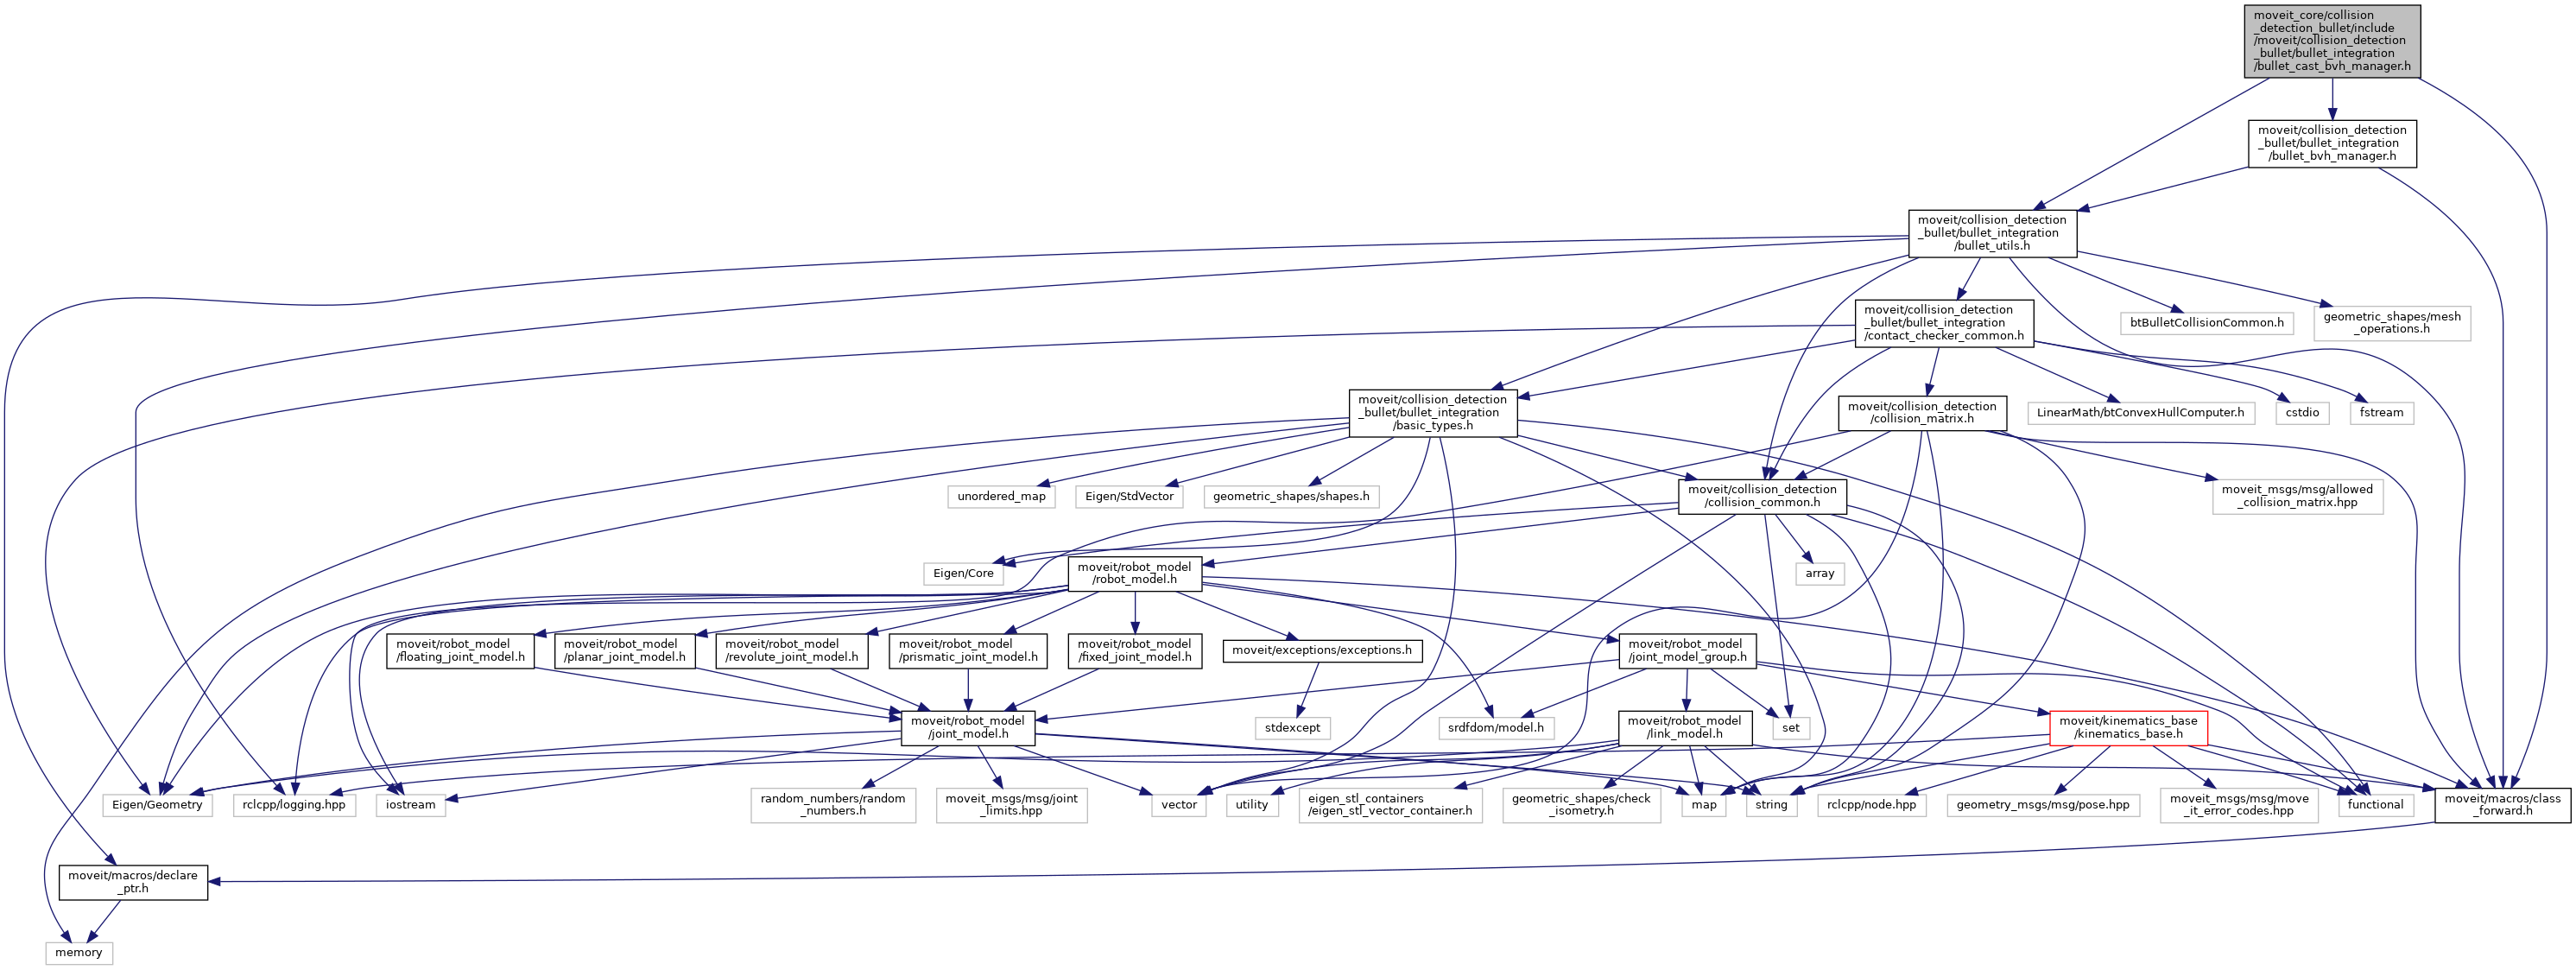 moveit_core/collision
_detection_bullet/include
/moveit/collision_detection
_bullet/bullet_integration
/bullet_cast_bvh_manager.h
moveit/collision_detection
_bullet/bullet_integration
/bullet_bvh_manager.h
moveit/collision_detection
_bullet/bullet_integration
/bullet_utils.h
moveit/collision_detection
_bullet/bullet_integration
/contact_checker_common.h
btBulletCollisionCommon.h
geometric_shapes/mesh
_operations.h
moveit/collision_detection
_bullet/bullet_integration
/basic_types.h
moveit/collision_detection
/collision_matrix.h
LinearMath/btConvexHullComputer.h
cstdio
fstream
unordered_map
Eigen/StdVector
geometric_shapes/shapes.h
moveit/collision_detection
/collision_common.h
moveit_msgs/msg/allowed
_collision_matrix.hpp
Eigen/Core
moveit/robot_model
/robot_model.h
array
moveit/robot_model
/floating_joint_model.h
moveit/robot_model
/planar_joint_model.h
moveit/robot_model
/revolute_joint_model.h
moveit/robot_model
/prismatic_joint_model.h
moveit/robot_model
/fixed_joint_model.h
moveit/exceptions/exceptions.h
moveit/robot_model
/joint_model_group.h
moveit/robot_model
/joint_model.h
stdexcept
srdfdom/model.h
moveit/robot_model
/link_model.h
set
moveit/kinematics_base
/kinematics_base.h
Eigen/Geometry
rclcpp/logging.hpp
iostream
random_numbers/random
_numbers.h
moveit_msgs/msg/joint
_limits.hpp
vector
utility
eigen_stl_containers
/eigen_stl_vector_container.h
geometric_shapes/check
_isometry.h
map
string
rclcpp/node.hpp
geometry_msgs/msg/pose.hpp
moveit_msgs/msg/move
_it_error_codes.hpp
functional
moveit/macros/class
_forward.h
moveit/macros/declare
_ptr.h
memory